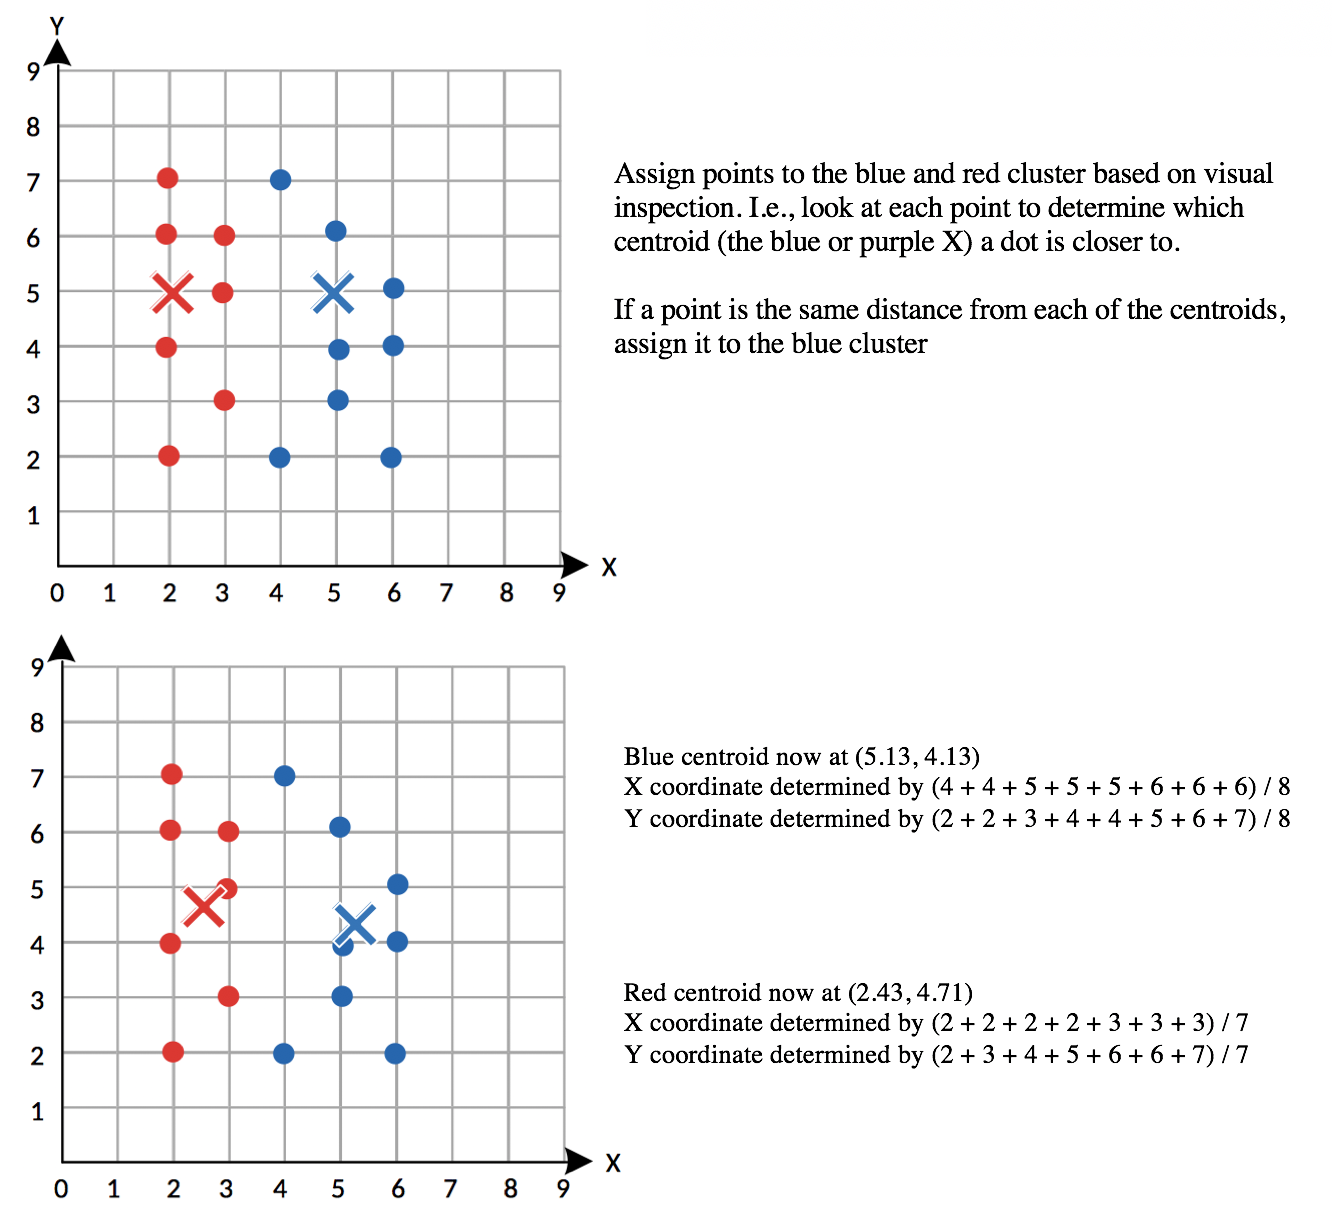 Y
9
8
7
6
5
4
3
2
1
0 1 2 3 4 5 6 7 8 9
X
Assign points to the blue and red cluster based on visual
inspection. I.e., look at each point to determine which
centroid (the blue or purple X) a dot is closer to.
If a point is the same distance from each of the centroids,
assign it to the blue cluster
9
8
7
6
5
4
3
2
1
0 1 2 3 4 5 6 7 8 9
X
Blue centroid now at (5.13, 4.13)
X coordinate determined by (4 + 4 + 5 + 5 + 5 + 6 + 6 + 6) / 8
Y coordinate determined by (2 + 2 + 3 + 4 + 4 + 5 + 6 + 7) / 8
Red centroid now at (2.43, 4.71)
X coordinate determined by (2 + 2 + 2 + 2 + 3 + 3 + 3) / 7
Y coordinate determined by (2 + 3 + 4 + 5 + 6 + 6 + 7) / 7